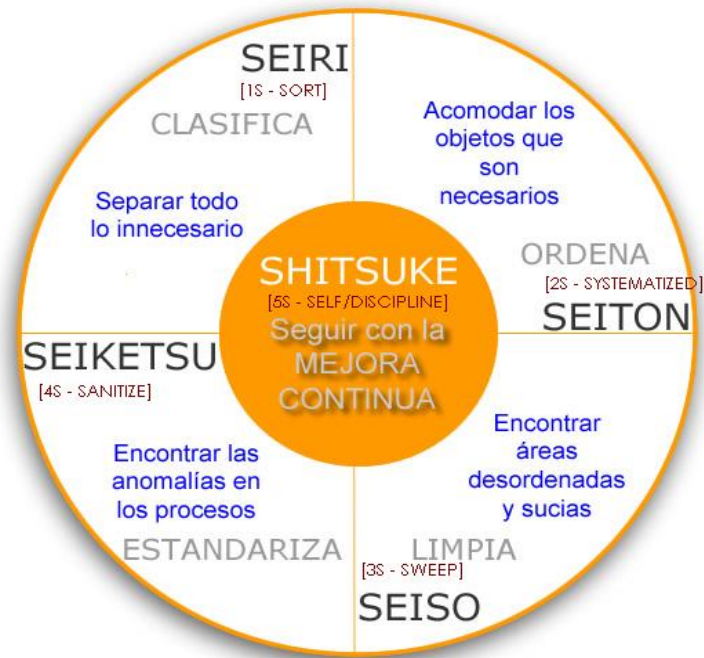 SEIRI
[1S - SORT]
CLASIFICA
Separar todo
lo innecesario
Acomodar los
objetos que
son
necesarios
ORDENA
[2S - SYSTEMATIZED]
SEITON
SHITSUKE
[5S - SELF/DISCIPLINE]
Seguir con la
MEJORA
CONTINUA
SEIKETSU
[4S - SANITIZE]
Encontrar las
anomalías en
los procesos
ESTANDARIZA
Encontrar
áreas
desordenadas
y sucias
LIMPIA
[3S - SWEEP]
SEISO